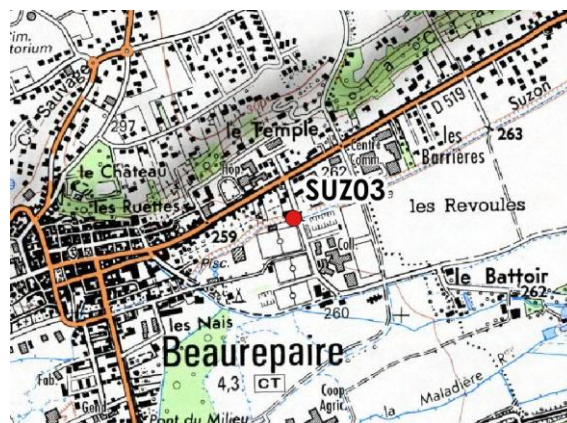 im.
torium
Sauvage
297
le Temple
262
Hop.
Centre
Comm.
D 519
les
Barrières
263
Suzon
le Château
les Ruettes
SUZ03
les Revoules
259
Pisc.
Coll.
le Battoir
262
260
les Nais
Beaurepaire
4,3 CT
Fab.
Gend.
Pont du Milieu
Coop.
Agric.
la Maladière